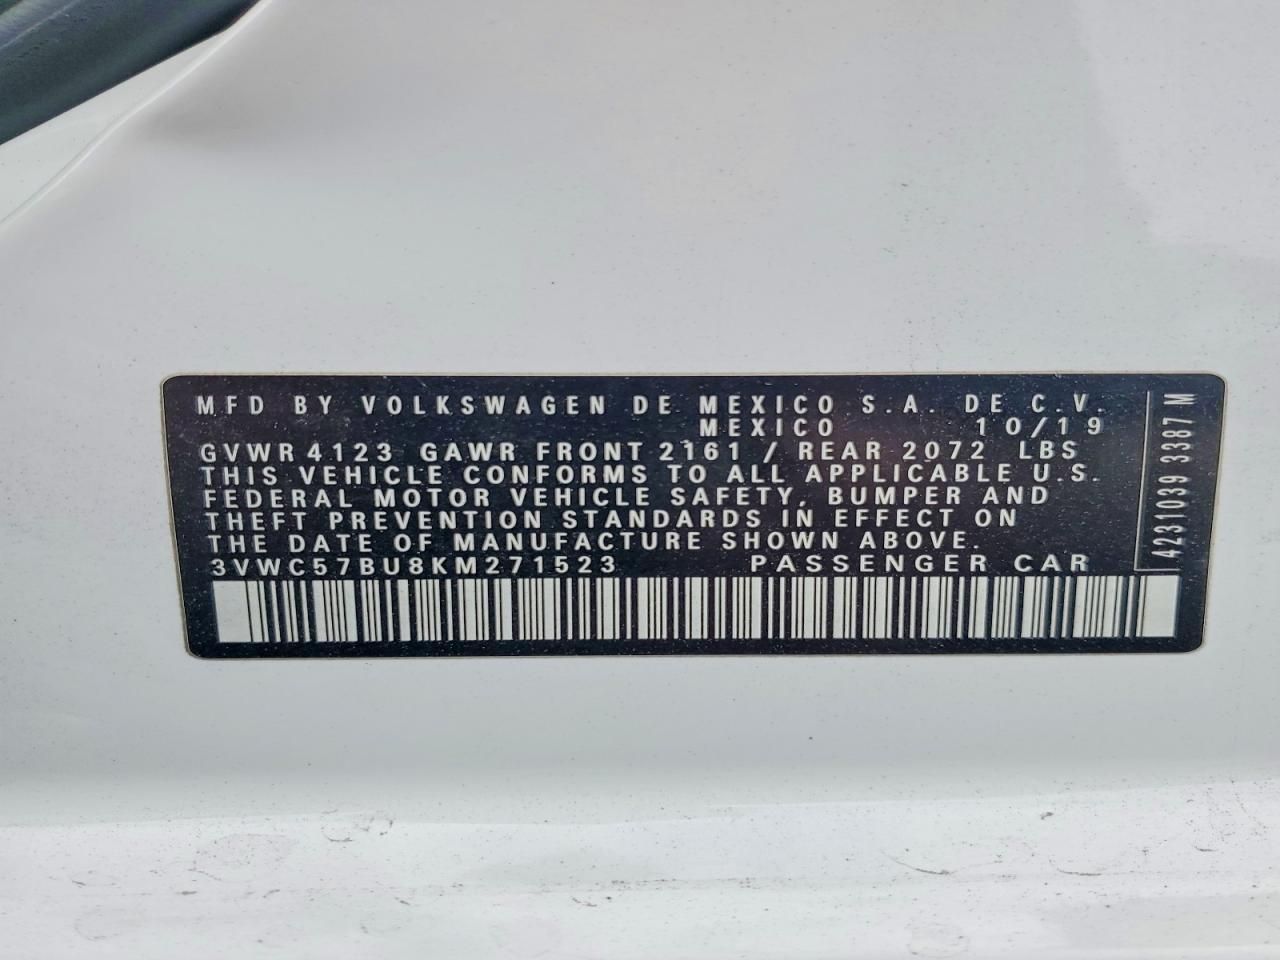 MFD BY VOLKSWAGEN DE MEXICO S.A. DE C.V.
MEXICO 10/19
GVWR 4123 GAWR FRONT 2161 / REAR 2072 LBS
THIS VEHICLE CONFORMS TO ALL APPLICABLE U.S.
FEDERAL MOTOR VEHICLE SAFETY, BUMPER AND
THEFT PREVENTION STANDARDS IN EFFECT ON
THE DATE OF MANUFACTURE SHOWN ABOVE.
3VWC57BU8KM271523 PASSENGER CAR
4231039 3387 M